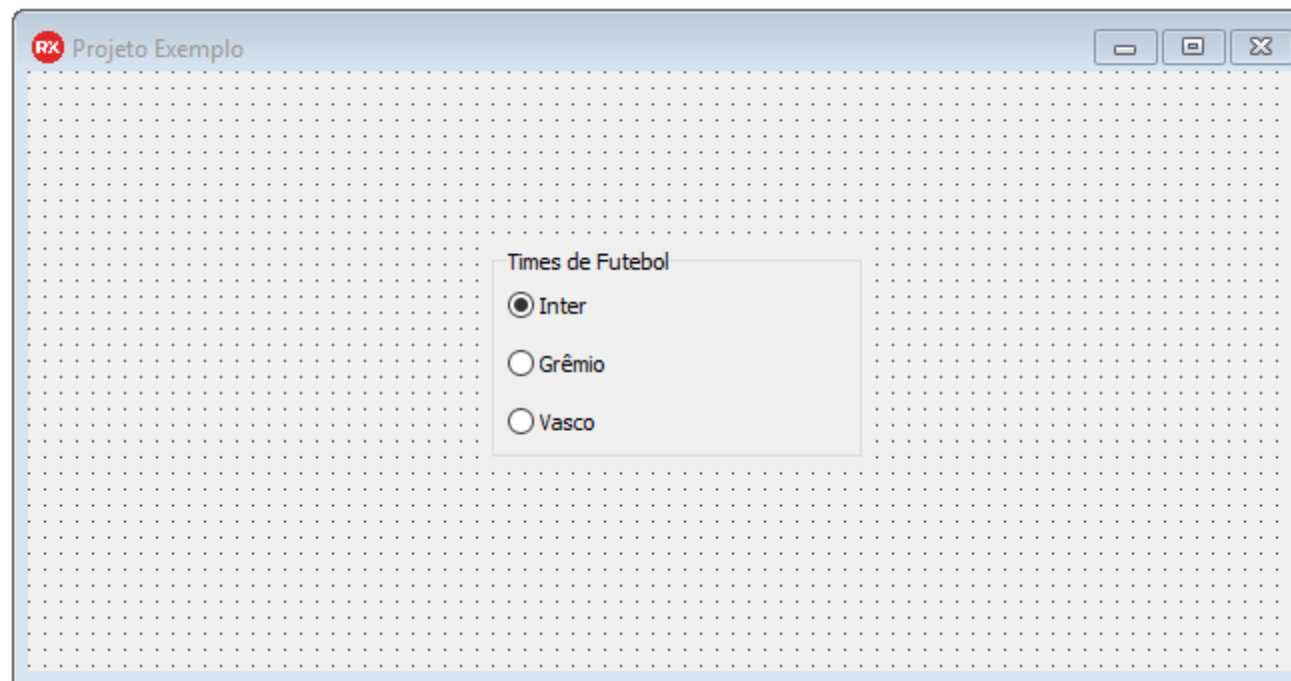 RX Projeto Exemplo
Times de Futebol
Inter
Grêmio
Vasco